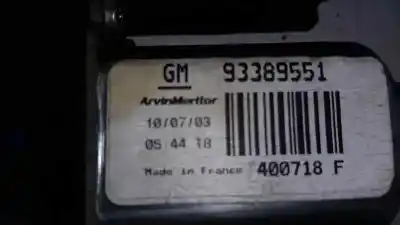 GM 93389551
ArvinMeritor
10/07/03
05 44 18
Made in France 400718 F